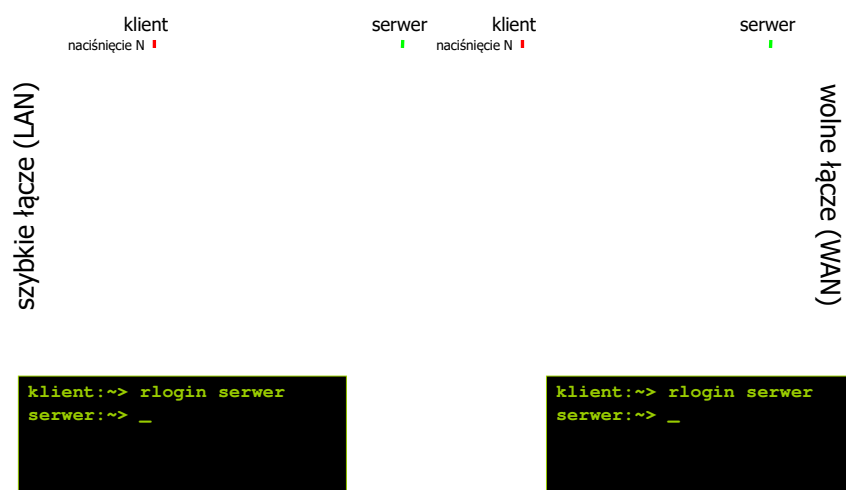 klient
serwer
klient
serwer
naciśnięcie N
naciśnięcie N
szybkie łącze (LAN)
wolne łącze (WAN)
klient:~> rlogin serwer
serwer:~> _
klient:~> rlogin serwer
serwer:~> _